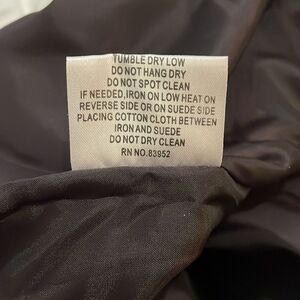 TUMBLE DRY LOW
DO NOT HANG DRY
DO NOT SPOT CLEAN
IF NEEDED,IRON ON LOW HEAT ON
REVERSE SIDE OR ON SUEDE SIDE
PLACING COTTON CLOTH BETWEEN
IRON AND SUEDE
DO NOT DRY CLEAN
RN NO.83952